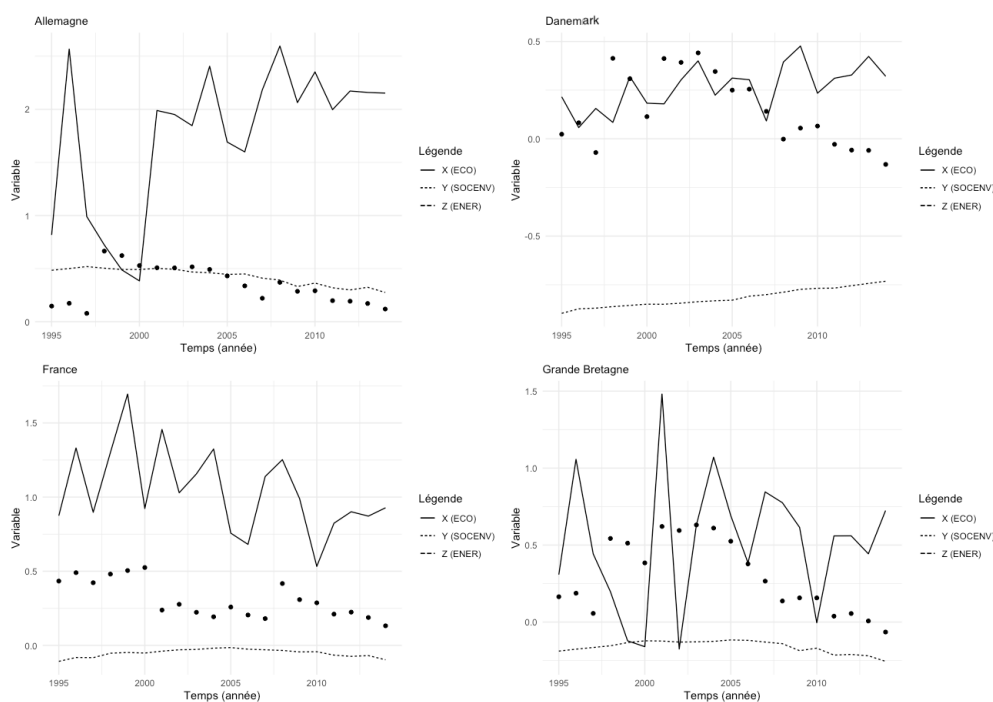 Allemagne
Variable
2
1
0
1995 2000 2005 2010
Temps (année)
Légende
X (ECO)
Y (SOCENV)
Z (ENER)
Danemark
Variable
0.5
0.0
-0.5
1995 2000 2005 2010
Temps (année)
Légende
X (ECO)
Y (SOCENV)
Z (ENER)
France
Variable
1.5
1.0
0.5
0.0
1995 2000 2005 2010
Temps (année)
Légende
X (ECO)
Y (SOCENV)
Z (ENER)
Grande Bretagne
Variable
1.5
1.0
0.5
0.0
1995 2000 2005 2010
Temps (année)
Légende
X (ECO)
Y (SOCENV)
Z (ENER)